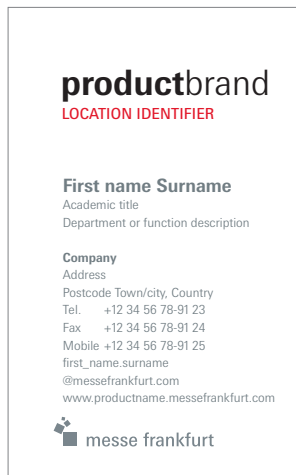 productbrand
LOCATION IDENTIFIER
First name Surname
Academic title
Department or function description
Company
Address
Postcode Town/city, Country
Tel. +12 34 56 78-91 23
Fax +12 34 56 78-91 24
Mobile +12 34 56 78-91 25
first_name.surname
@messefrankfurt.com
www.productname.messefrankfurt.com
messe frankfurt